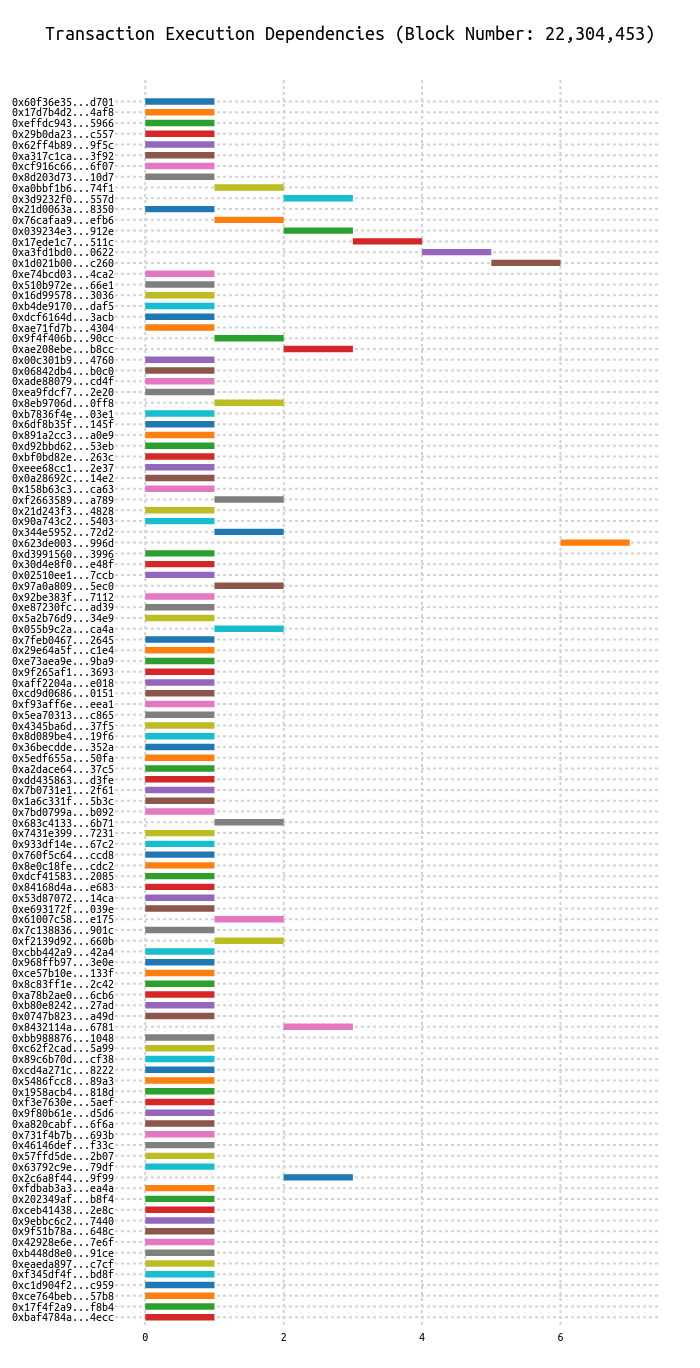 Transaction Execution Dependencies (Block Number: 22,304,453)
0x60f36e35...d701
0x17d7b4d2...4af8
0xeffdc943...5966
0x29b0da23...c557
0x62ff4b89...9f5c
0xa317c1ca...3f92
0xcf916c66...6f07
0x8d203d73...10d7
0xa0bbf1b6...74f1
0x3d9232f0...557d
0x21d0063a...8350
0x76cafaa9...efb6
0x039234e3...912e
0x17ede1c7...511c
0xa3fd1bd0...0622
0x1d021b00...c260
0xe74bcd03...4ca2
0x510b972e...66e1
0x16d99578...3036
0xb4de9170...daf5
0xdcf6164d...3acb
0xae71fd7b...4304
0x9f4f406b...90cc
0xae208ebe...b8cc
0x00c301b9...4760
0x06842db4...b0c0
0xade88079...cd4f
0xea9fdcf7...2e20
0x8eb9706d...0ff8
0xb7836f4e...03e1
0x6df8b35f...145f
0x891a2cc3...a0e9
0xd92bbd62...53eb
0xbf0bd82e...263c
0xeee68cc1...2e37
0x0a28692c...14e2
0x158b63c3...ca63
0xf2663589...a789
0x21d243f3...4828
0x90a743c2...5403
0x344e5952...72d2
0x623de003...996d
0xd3991560...3996
0x30d4e8f0...e48f
0x02510ee1...7ccb
0x97a0a809...5ec0
0x92be383f...7112
0xe87230fc...ad39
0x5a2b76d9...34e9
0x055b9c2a...ca4a
0x7feb0467...2645
0x29e64a5f...c1e4
0xe73aea9e...9ba9
0x9f265af1...3693
0xaff2204a...e018
0xcd9d0686...0151
0xf93aff6e...eea1
0x5ea70313...c865
0x4345ba6d...37f5
0x8d089be4...19f6
0x36becdde...352a
0x5edf655a...50fa
0xa2dace64...37c5
0xdd435863...d3fe
0x7b0731e1...2f61
0x1a6c331f...5b3c
0x7bd0799a...b092
0x683c4133...6b71
0x7431e399...7231
0x933df14e...67c2
0x760f5c64...ccd8
0x8e0c18fe...cdc2
0xdcf41583...2085
0x84168d4a...e683
0x53d87072...14ca
0xe693172f...039e
0x61007c58...e175
0x7c138836...901c
0xf2139d92...660b
0xcbb442a9...42a4
0x968ffb97...3e0e
0xce57b10e...133f
0x8c83ff1e...2c42
0xa78b2ae0...6cb6
0xb80e8242...27ad
0x0747b823...a49d
0x8432114a...6781
0xbb988876...1048
0xc62f2cad...5a99
0x89c6b70d...cf38
0xcd4a271c...8222
0x5486fcc8...89a3
0x1958acb4...818d
0xf3e7630e...5aef
0x9f80b61e...d5d6
0xa820cabf...6f6a
0x731f4b7b...693b
0x46146def...f33c
0x57ffd5de...2b07
0x63792c9e...79df
0x2c6a8f44...9f99
0xfdbab3a3...ea4a
0x202349af...b8f4
0xceb41438...2e8c
0x9ebbc6c2...7440
0x9f51b78a...648c
0x42928e6e...7e6f
0xb448d8e0...91ce
0xeaeda897...c7cf
0xf345df4f...bd8f
0xc1d904f2...c959
0xce764beb...57b8
0x17f4f2a9...f8b4
0xbaf4784a...4ecc
0 2 4 6